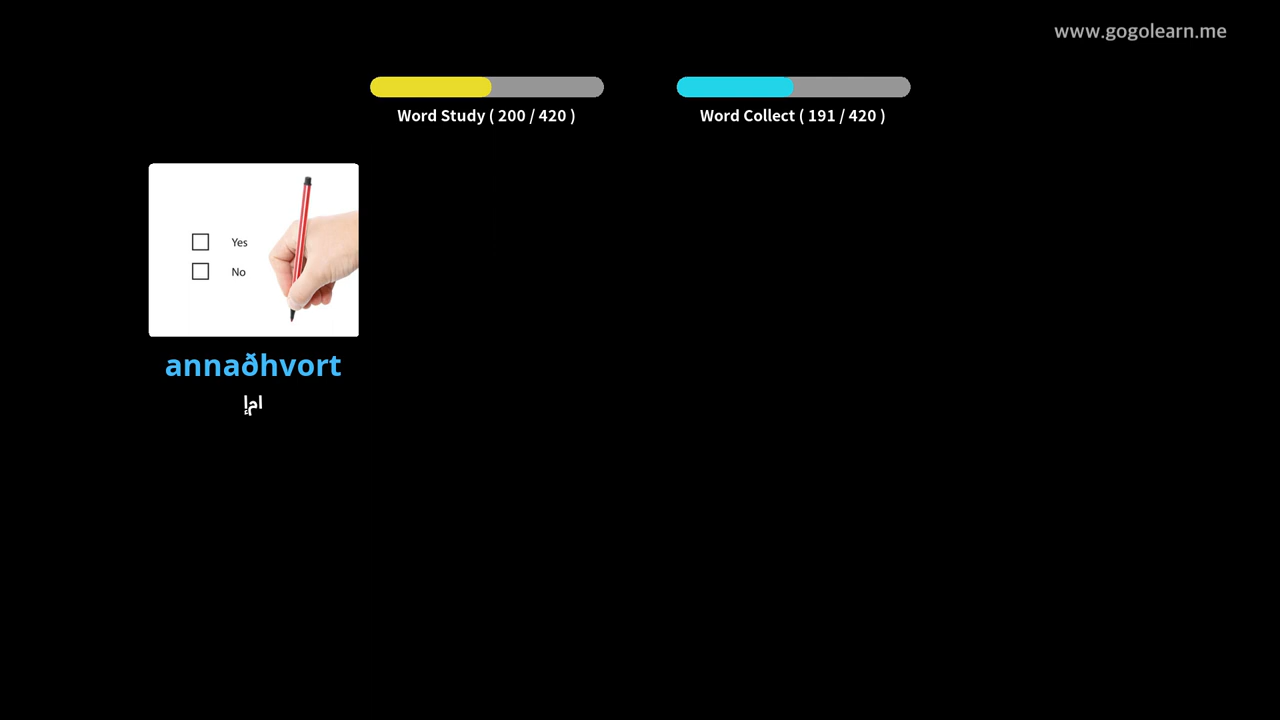 www.gogolearn.me
Word Study ( 200 / 420 )
Word Collect ( 191 / 420 )
Yes
No
annaðhvort
إما